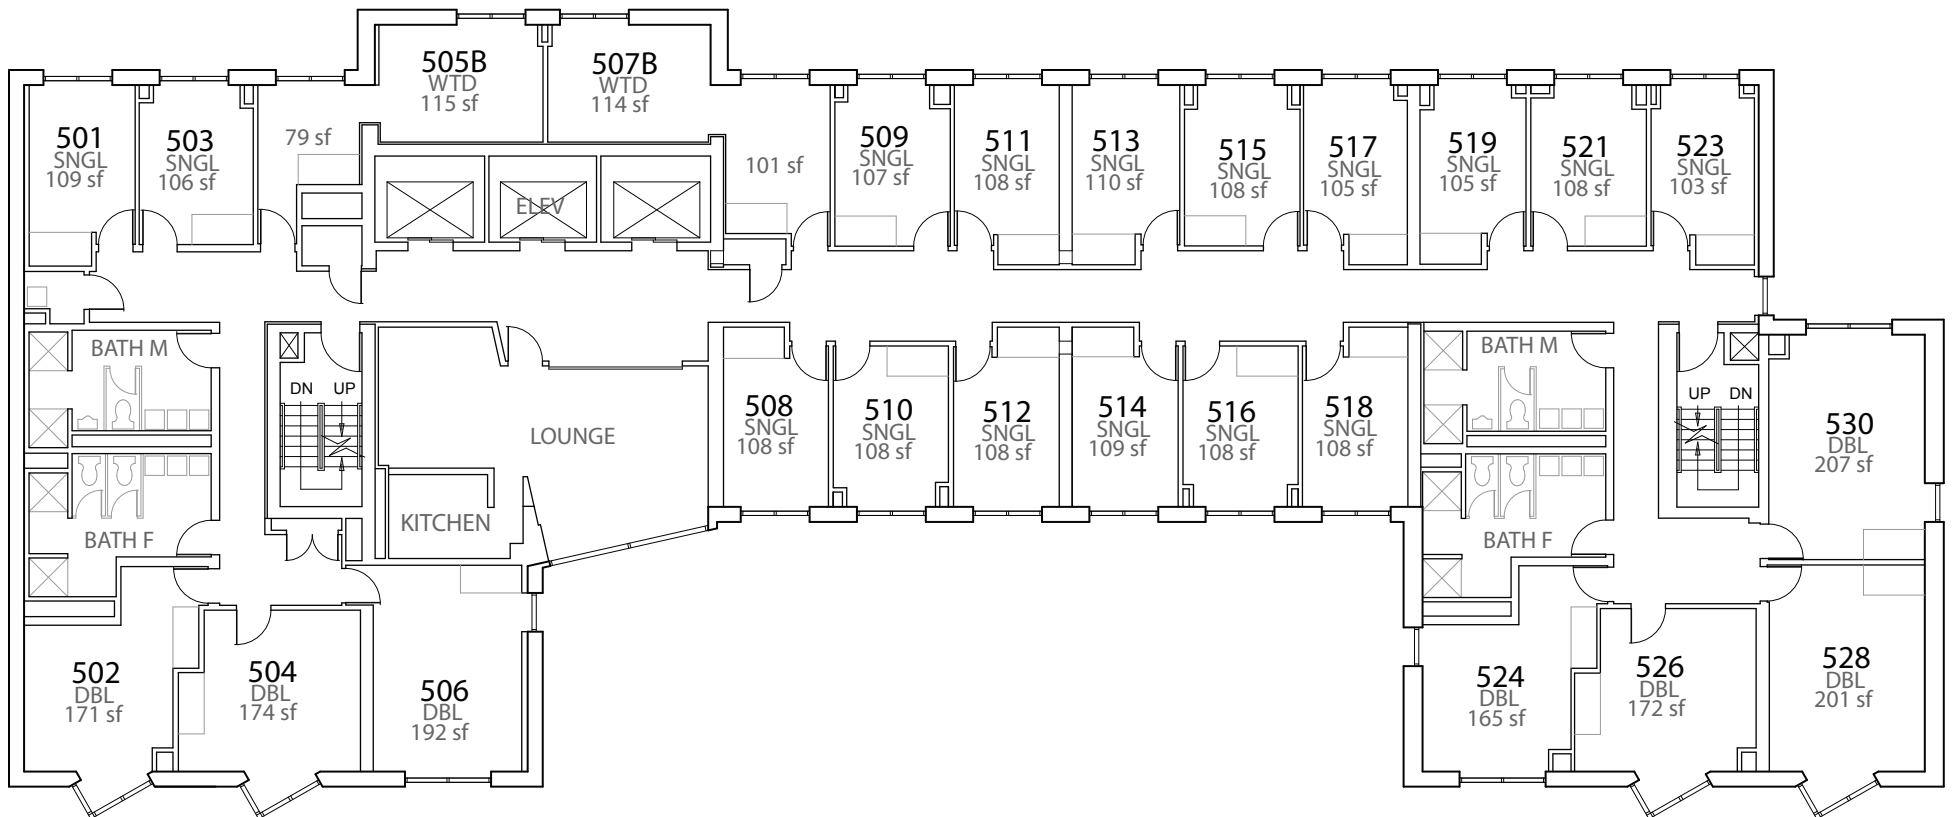 505B
WTD
115 sf
507B
WTD
114 sf
501
SNGL
109 sf
503
SNGL
106 sf
79 sf
101 sf
509
SNGL
107 sf
511
SNGL
108 sf
513
SNGL
110 sf
515
SNGL
108 sf
517
SNGL
105 sf
519
SNGL
105 sf
521
SNGL
108 sf
523
SNGL
103 sf
ELEV
BATH M
DN UP
LOUNGE
KITCHEN
BATH F
508
SNGL
108 sf
510
SNGL
108 sf
512
SNGL
108 sf
514
SNGL
109 sf
516
SNGL
108 sf
518
SNGL
108 sf
BATH M
UP DN
BATH F
530
DBL
207 sf
502
DBL
171 sf
504
DBL
174 sf
506
DBL
192 sf
524
DBL
165 sf
526
DBL
172 sf
528
DBL
201 sf